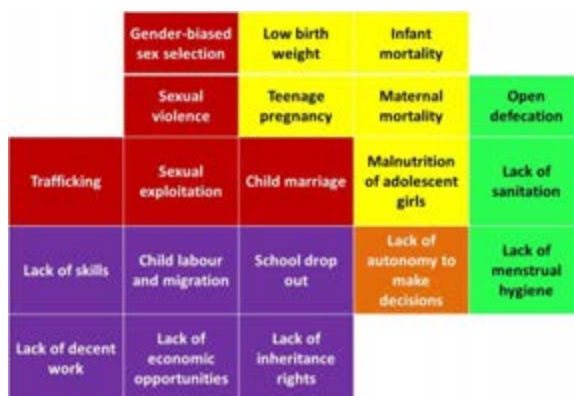 Gender-biased
sex selection
Low birth
weight
Infant
mortality
Sexual
violence
Teenage
pregnancy
Maternal
mortality
Open
defecation
Trafficking
Sexual
exploitation
Child marriage
Malnutrition
of adolescent
girls
Lack of
sanitation
Lack of skills
Child labour
and migration
School drop
out
Lack of
autonomy to
make
decisions
Lack of
menstrual
hygiene
Lack of decent
work
Lack of
economic
opportunities
Lack of
inheritance
rights